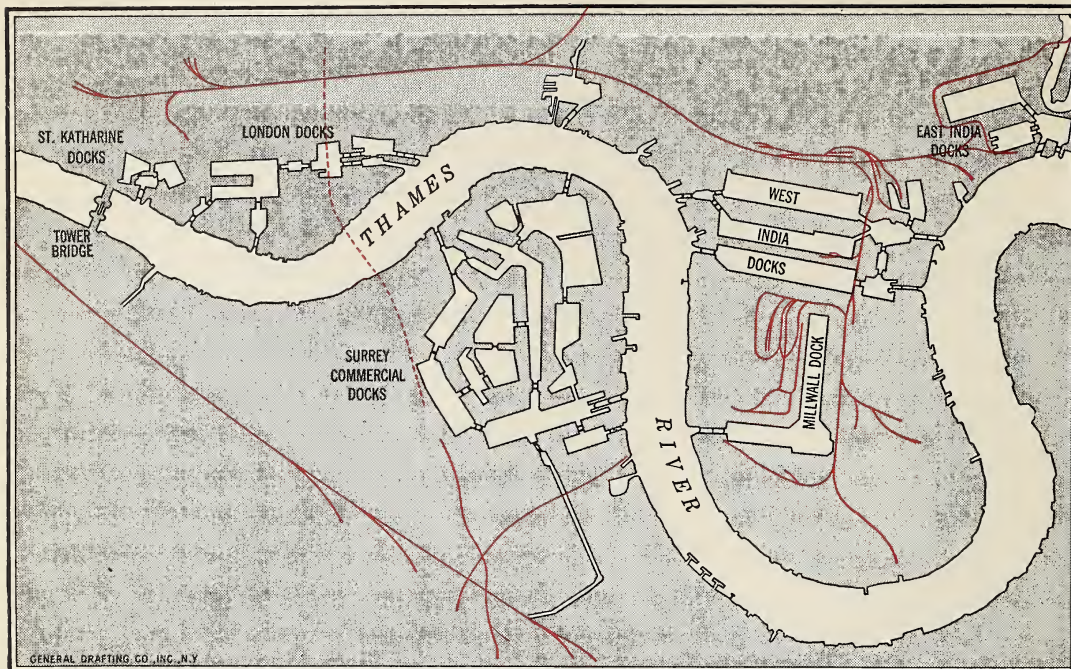 ST. KATHARINE
DOCKS
LONDON DOCKS
TOWER
BRIDGE
THAMES
SURREY
COMMERCIAL
DOCKS
WEST
INDIA
DOCKS
EAST INDIA
DOCKS
MILLWALL DOCK
RIVER
GENERAL DRAFTING CO., INC., N.Y